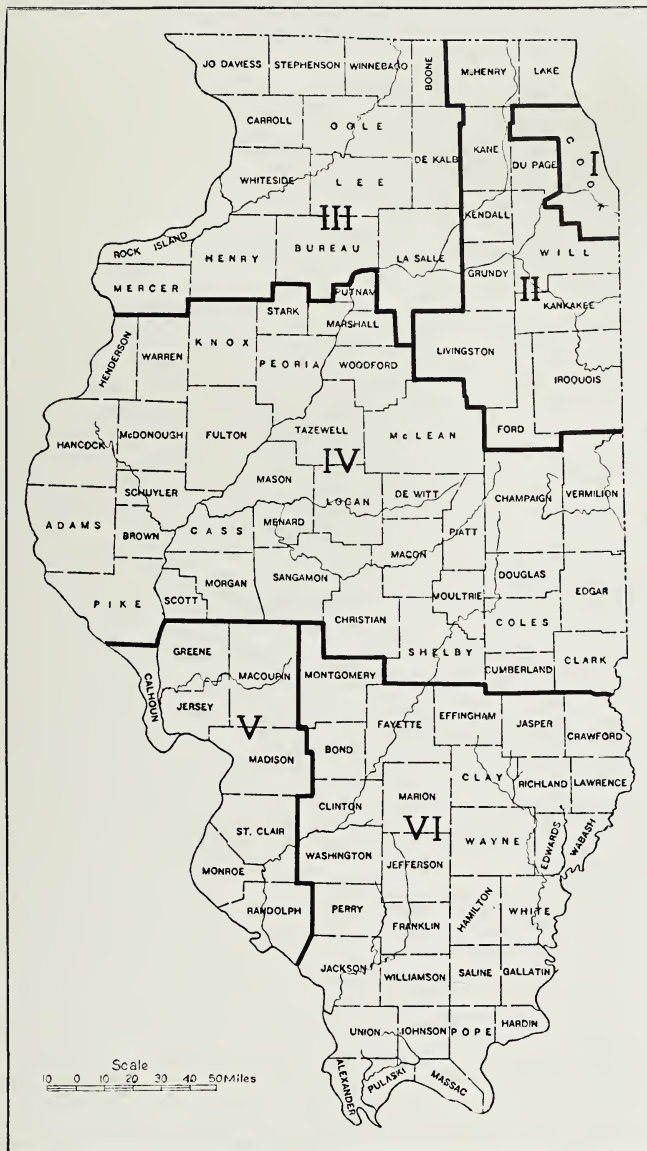 JO DAVIESS STEPHENSON WINNEBAGO BOONE McHENRY LAKE
CARROLL OGLE DE KALB KANE COOK I
DU PAGE
WHITESIDE LEE
KENDALL
III
ROCK ISLAND HENRY BUREAU LA SALLE WILL
GRUNDY
MERCER PUTNAM II KANKAKEE
STARK
MARSHALL
HENDERSON WARREN KNOX LIVINGSTON
PEORIA WOODFORD IROQUOIS
HANCOCK McDONOUGH FULTON TAZEWELL McLEAN FORD
IV
MASON
SCHUYLER LOGAN DE WITT CHAMPAIGN VERMILION
ADAMS BROWN CASS MENARD PIATT
MACON
DOUGLAS
PIKE SCOTT MORGAN SANGAMON MOULTRIE EDGAR
CHRISTIAN COLES
SHELBY
GREENE CUMBERLAND CLARK
CALHOUN MACOUPIN MONTGOMERY
JERSEY FAYETTE EFFINGHAM JASPER CRAWFORD
V
MADISON BOND
CLAY RICHLAND LAWRENCE
CLINTON MARION
ST. CLAIR VI
WAYNE EDWARDS WABASH
WASHINGTON JEFFERSON
MONROE
RANDOLPH PERRY HAMILTON WHITE
FRANKLIN
JACKSON WILLIAMSON SALINE GALLATIN
UNION JOHNSON POPE HARDIN
Scale
10 0 10 20 30 40 50 Miles
ALEXANDER PULASKI MASSAC